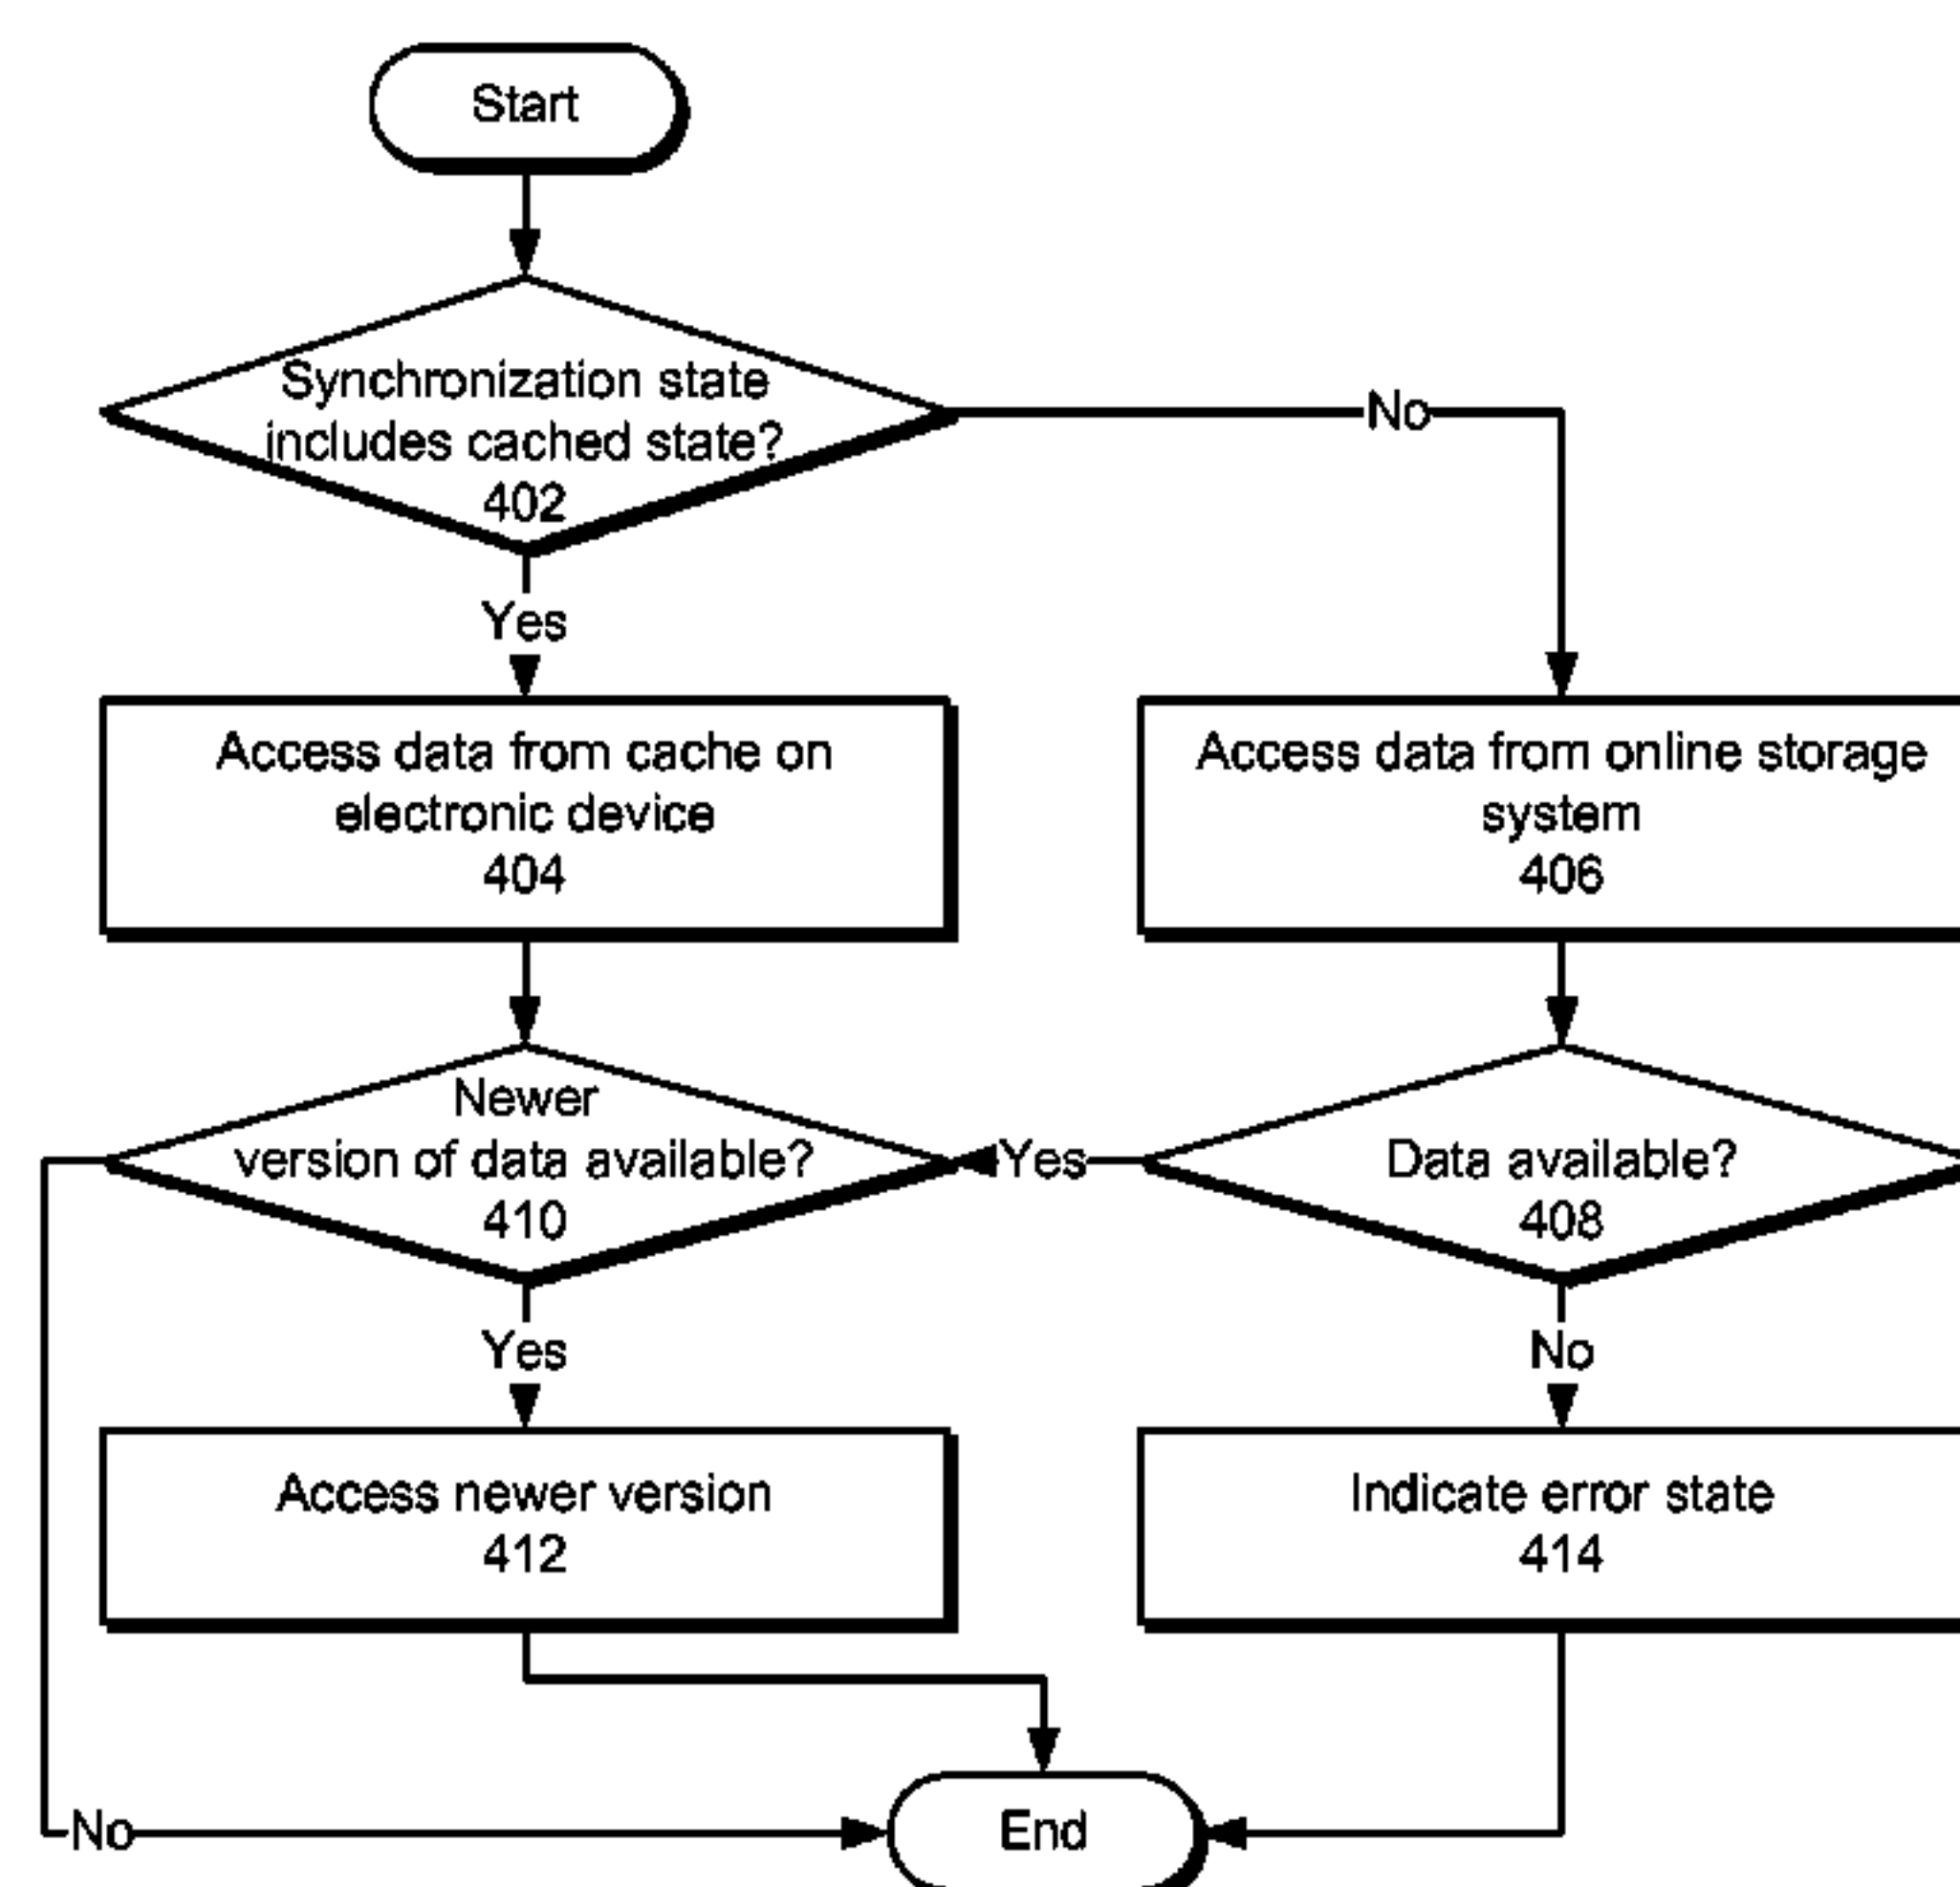 Start
Synchronization state
includes cached state?
402
No
Yes
Access data from cache on
electronic device
404
Access data from online storage
system
406
Newer
version of data available?
410
Yes
Data available?
408
Yes
No
Access newer version
412
Indicate error state
414
No
End